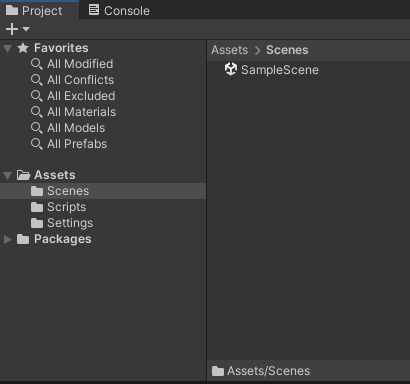 Project Console
Favorites
All Modified
All Conflicts
All Excluded
All Materials
All Models
All Prefabs
Assets
Scenes
Scripts
Settings
Packages
Assets > Scenes
SampleScene
Assets/Scenes